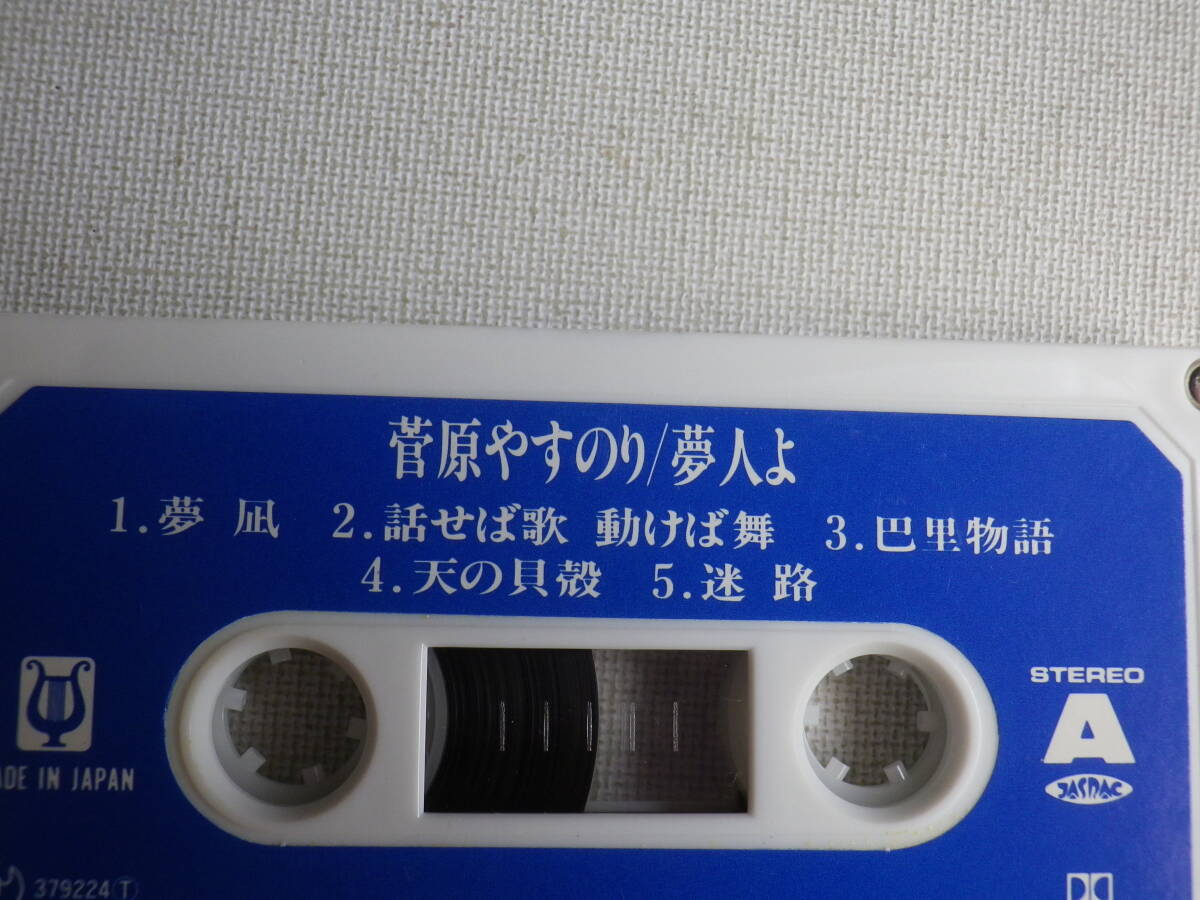 菅原やすのり/夢人よ
1.夢 凪 2.話せば歌 動けば舞 3.巴里物語
4.天の貝殻 5.迷 路
STEREO
A
JASRAC
ADE IN JAPAN
379224 T